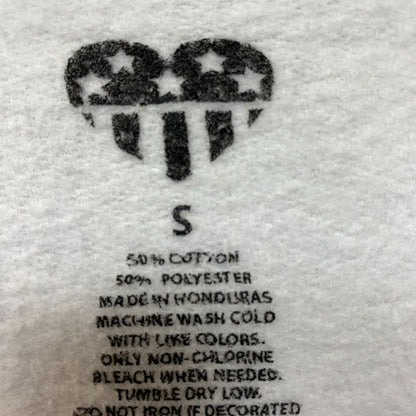 S
50% COTTON
50% POLYESTER
MADE IN HONDURAS
MACHINE WASH COLD
WITH LIKE COLORS.
ONLY NON-CHLORINE
BLEACH WHEN NEEDED.
TUMBLE DRY LOW.
DO NOT IRON IF DECORATED